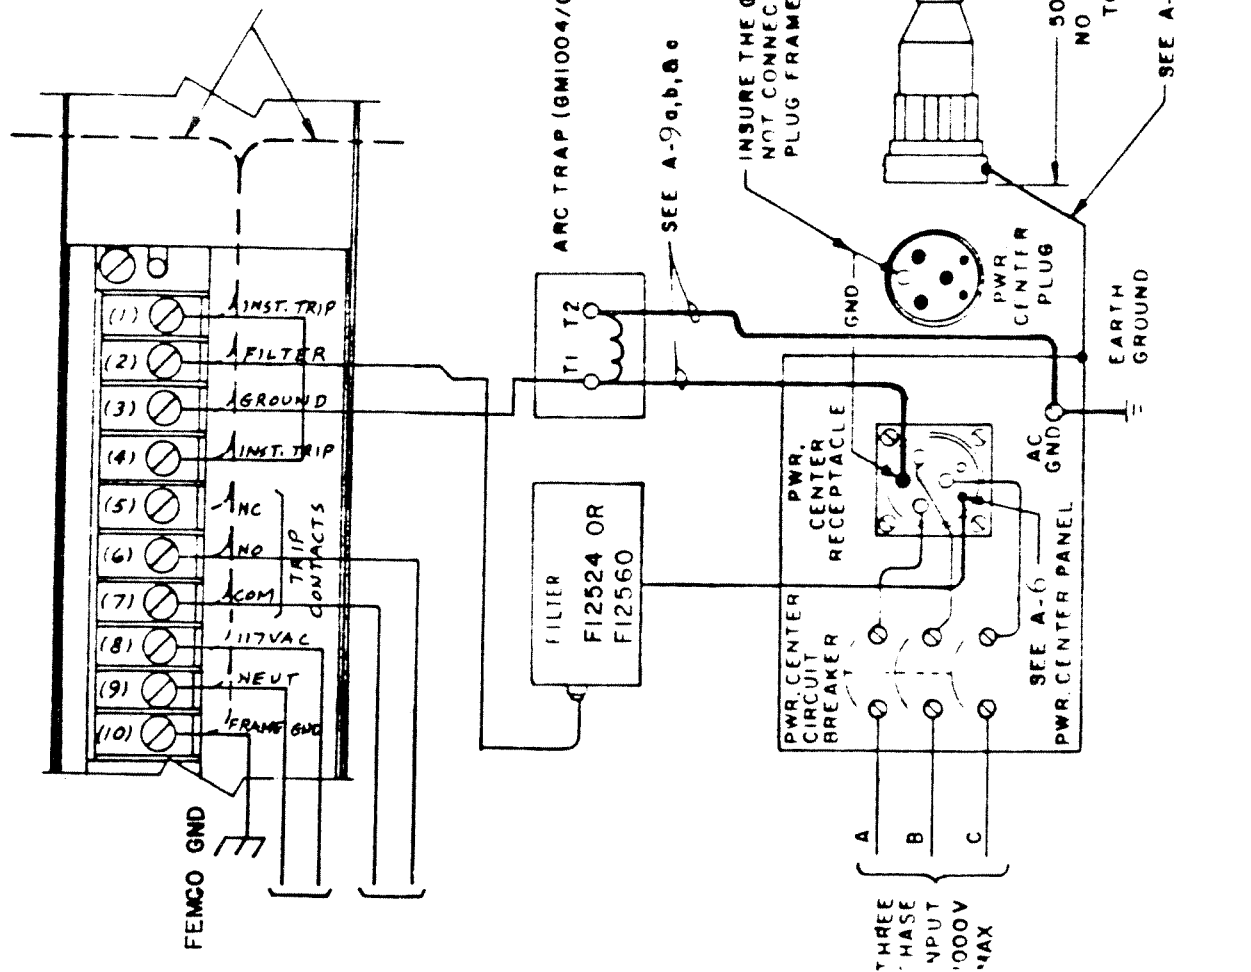 (1) INST. TRIP
(2) FILTER
(3) GROUND
(4) INST. TRIP
(5) NC
(6) NO
(7) COM
TRIP
CONTACTS
(8) 117VAC
(9) NEUT
(10) FRAME GND
FEMCO GND
ARC TRAP (GM1004/
T1 T2
SEE A-9a,b,&c
INSURE THE
NOT CONNEC
PLUG FRAME
GND
PWR.
CENTER
PLUG
50
NO
TO
SEE A-
EARTH
GROUND
FILTER
F12524 OR
F12560
PWR.
CENTER
RECEPTACLE
AC
GND
SEE A-6
PWR. CENTER PANEL
PWR. CENTER
CIRCUIT
BREAKER
A
B
C
THREE
HASE
NPUT
000V
MAX